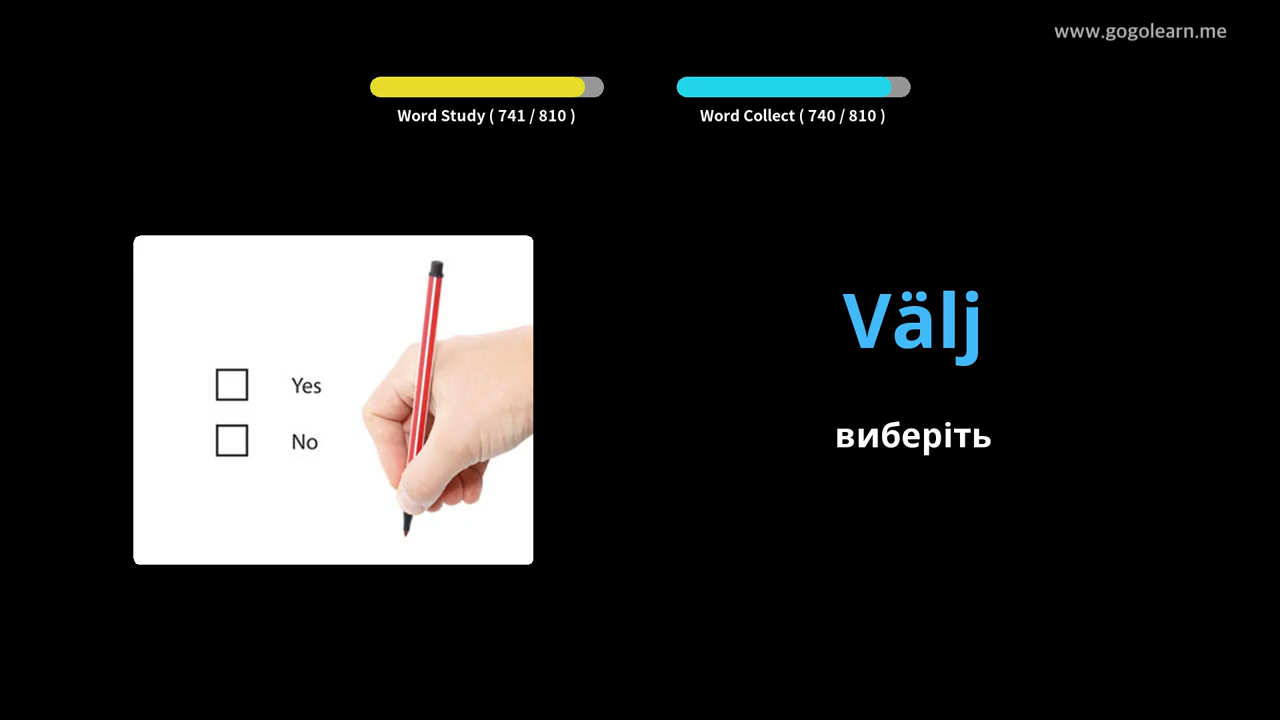 www.gogolearn.me
Word Study ( 741 / 810 )
Word Collect ( 740 / 810 )
Yes
No
Välj
виберіть